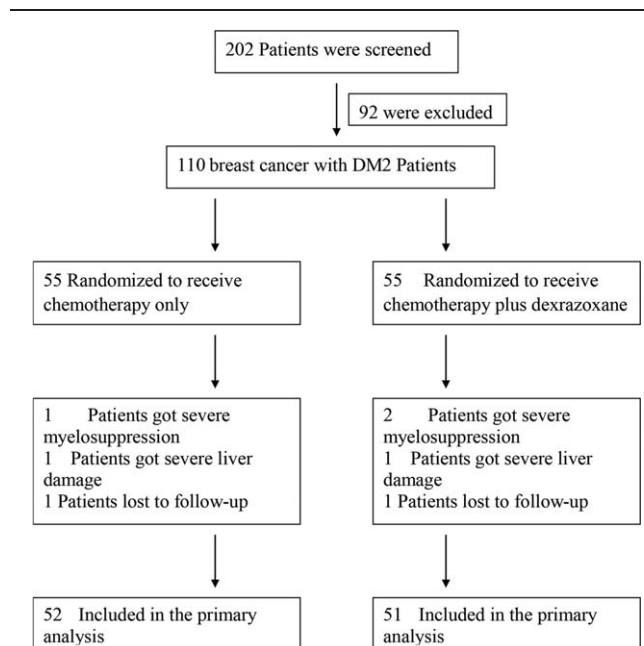 202 Patients were screened
92 were excluded
110 breast cancer with DM2 Patients
55 Randomized to receive
chemotherapy only
55 Randomized to receive
chemotherapy plus dexrazoxane
1 Patients got severe
myelosuppression
1 Patients got severe liver
damage
1 Patients lost to follow-up
2 Patients got severe
myelosuppression
1 Patients got severe liver
damage
1 Patients lost to follow-up
52 Included in the primary
analysis
51 Included in the primary
analysis